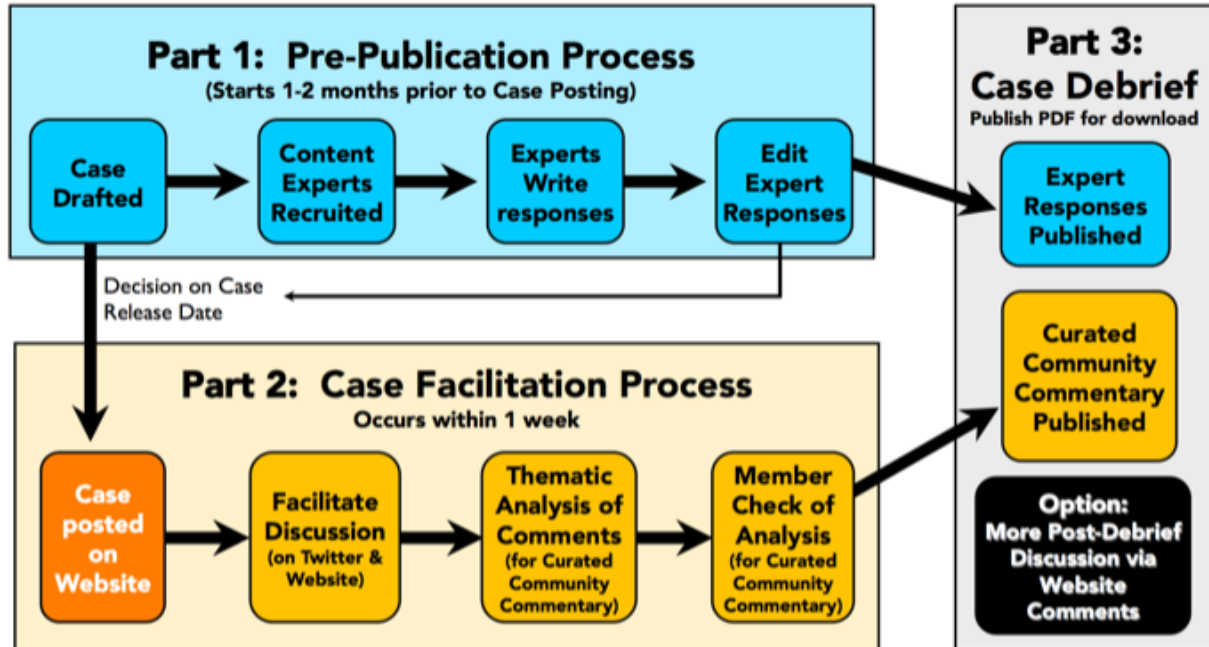 Part 1: Pre-Publication Process
(Starts 1-2 months prior to Case Posting)
Case
Drafted
Content
Experts
Recruited
Experts
Write
responses
Edit
Expert
Responses
Decision on Case
Release Date
Part 2: Case Facilitation Process
Occurs within 1 week
Case
posted
on
Website
Facilitate
Discussion
(on Twitter &
Website)
Thematic
Analysis of
Comments
(for Curated
Community
Commentary)
Member
Check of
Analysis
(for Curated
Community
Commentary)
Part 3:
Case Debrief
Publish PDF for download
Expert
Responses
Published
Curated
Community
Commentary
Published
Option:
More Post-Debrief
Discussion via
Website
Comments